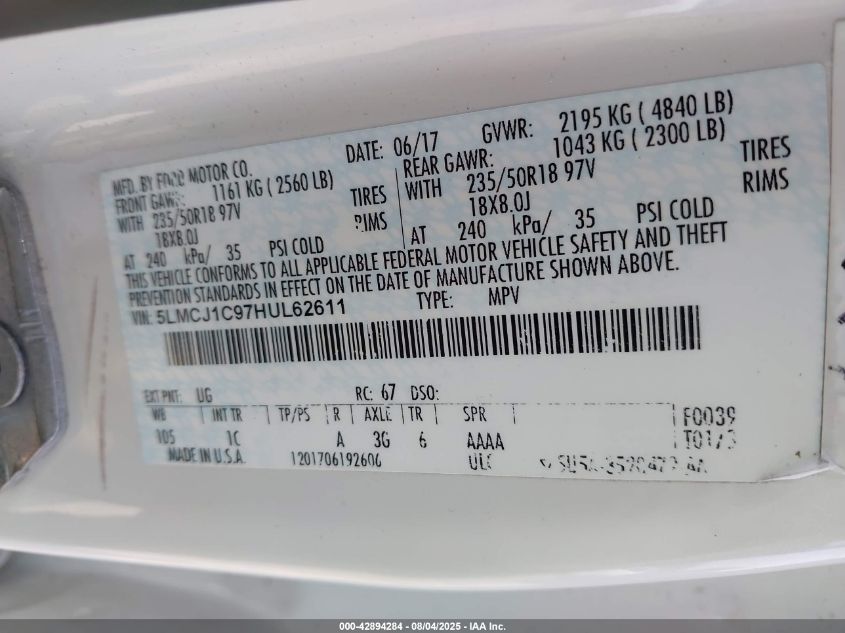 MFD. BY FORD MOTOR CO. DATE: 06/17 GVWR: 2195 KG ( 4840 LB)
FRONT GAWR: 1161 KG ( 2560 LB) REAR GAWR: 1043 KG ( 2300 LB)
WITH 235/50R18 97V TIRES WITH 235/50R18 97V TIRES
18X8.0J RIMS 18X8.0J RIMS
AT 240 kPa/ 35 PSI COLD AT 240 kPa/ 35 PSI COLD
THIS VEHICLE CONFORMS TO ALL APPLICABLE FEDERAL MOTOR VEHICLE SAFETY AND THEFT
PREVENTION STANDARDS IN EFFECT ON THE DATE OF MANUFACTURE SHOWN ABOVE.
VIN: 5LMCJ1C97HUL62611 TYPE: MPV
EXT PNT: UG RC: 67 DSO:
WB INT TR TP/PS R AXLE TR SPR F0039
105 1C A 3G 6 AAAA
MADE IN U.S.A. 1201706192606
000-42894284 - 08/04/2025 - IAA Inc.